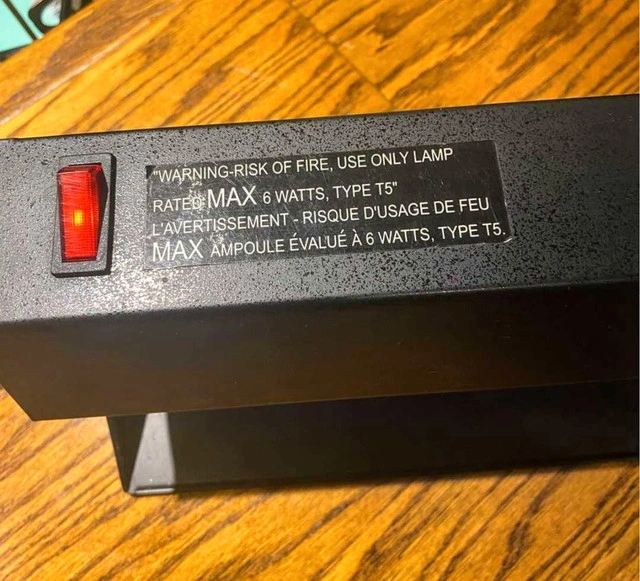 "WARNING-RISK OF FIRE, USE ONLY LAMP
RATED MAX 6 WATTS, TYPE T5"
L'AVERTISSEMENT - RISQUE D'USAGE DE FEU
MAX AMPOULE ÉVALUÉ À 6 WATTS, TYPE T5.